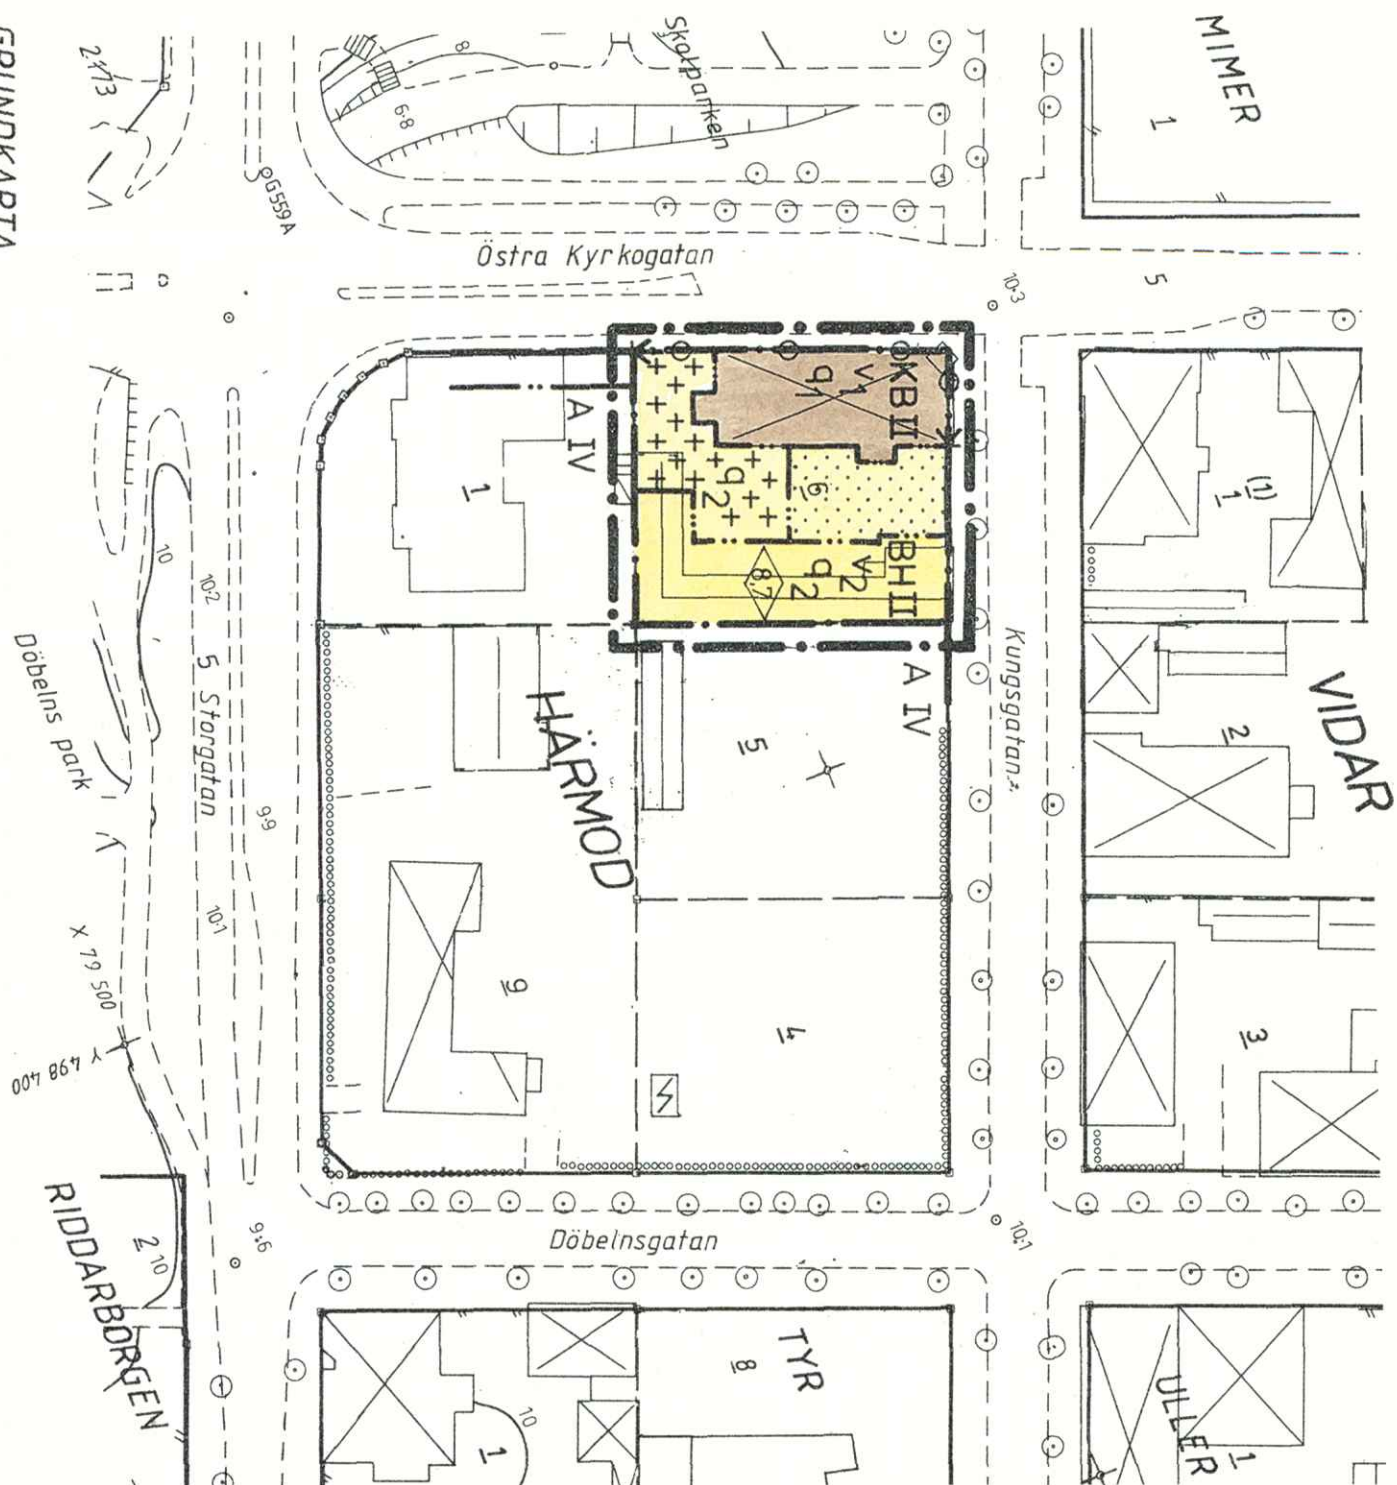 MIMER
1
Skolparken
8
6.8
2713
GRUNDKARTA
G559A
Östra Kyrkogatan
10.3
5
KB II
v1
q1
A IV
1
q2
6
BH II
v2
q2
8,7
(1)
1
10
10.2
5 Storgatan
Döbelns park
HÄRMOD
A IV
5
Kungsgatan
VIDAR
2
9.9
10.1
X 79 500
Y 498 400
9
4
3
RIDDARBORGEN
2
10
9.6
Döbelnsgatan
10.1
TYR
8
10
1
ULLER
1